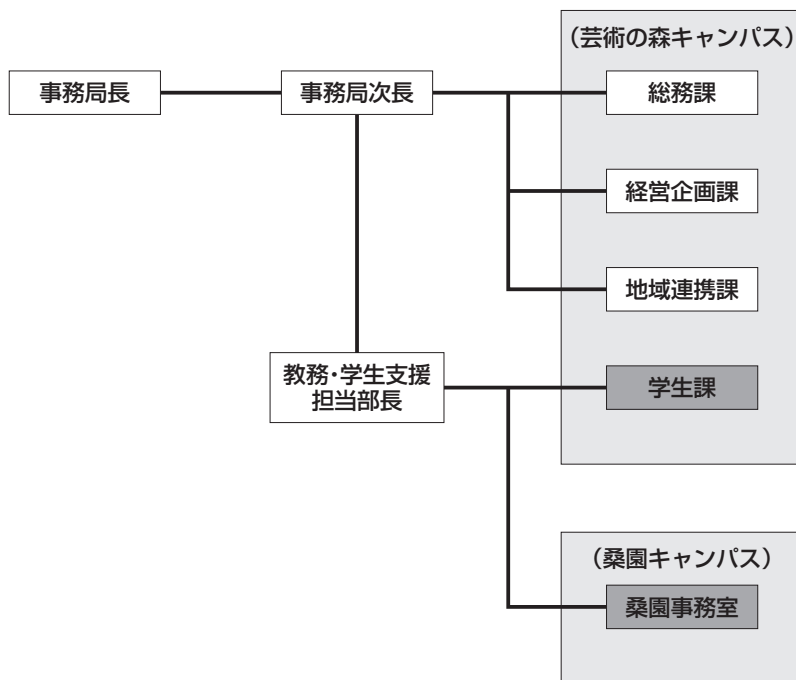 (芸術の森キャンパス)
事務局長
事務局次長
総務課
経営企画課
地域連携課
教務・学生支援
担当部長
学生課
(桑園キャンパス)
桑園事務室